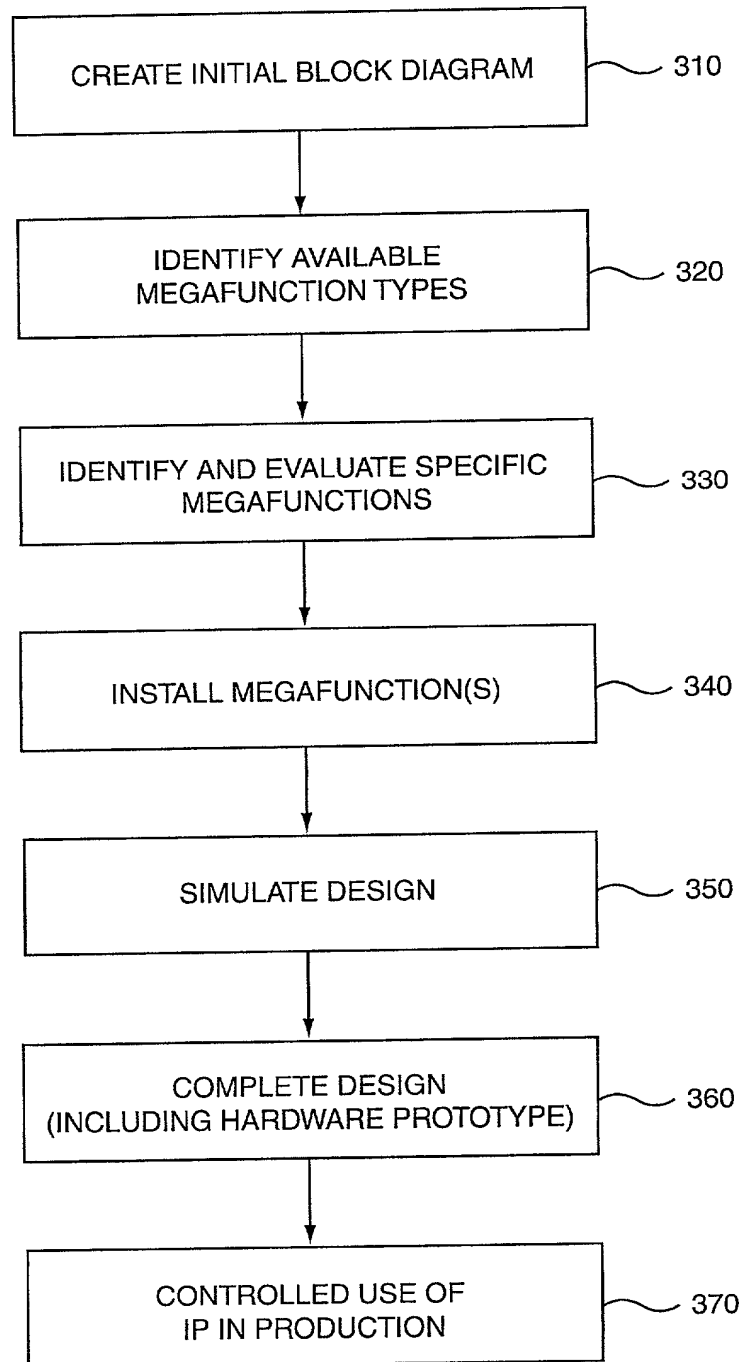 CREATE INITIAL BLOCK DIAGRAM
310
IDENTIFY AVAILABLE
MEGAFUNCTION TYPES
320
IDENTIFY AND EVALUATE SPECIFIC
MEGAFUNCTIONS
330
INSTALL MEGAFUNCTION(S)
340
SIMULATE DESIGN
350
COMPLETE DESIGN
(INCLUDING HARDWARE PROTOTYPE)
360
CONTROLLED USE OF
IP IN PRODUCTION
370